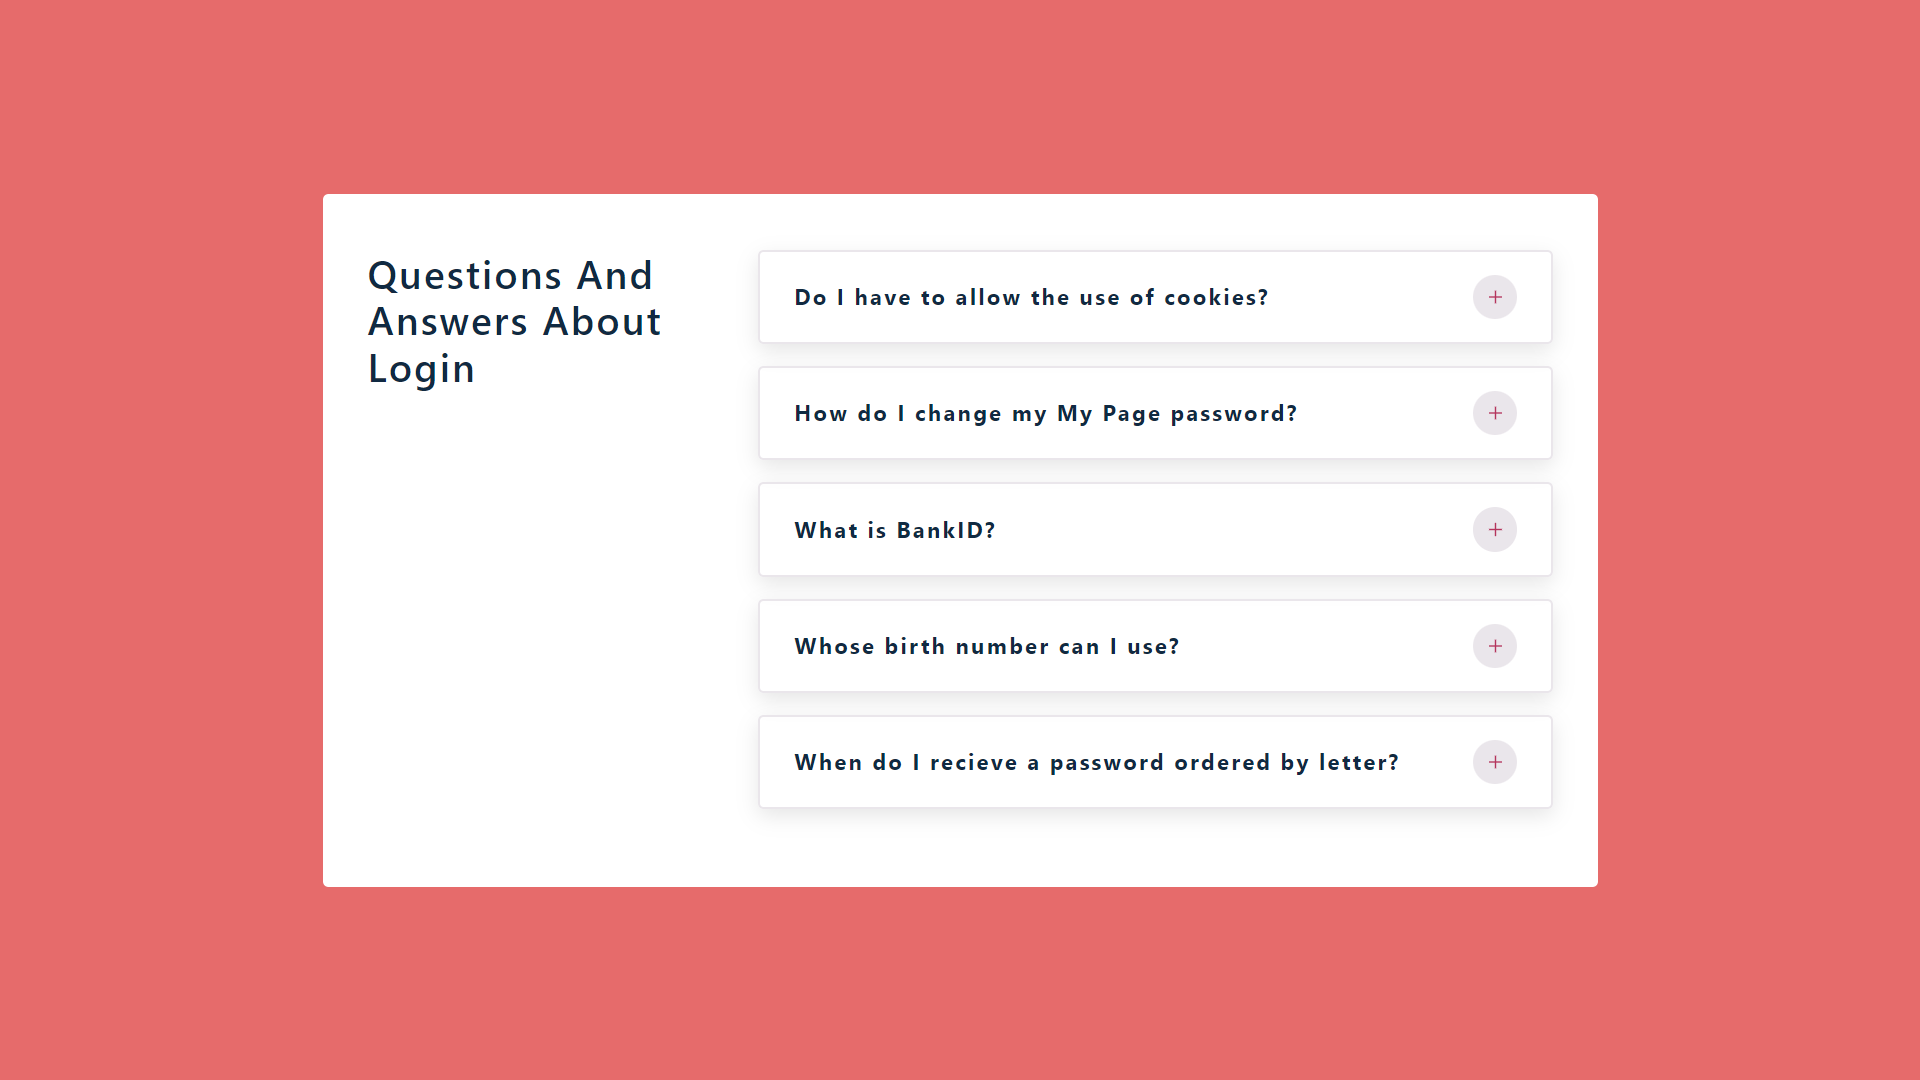 Questions And
Answers About
Login
Do I have to allow the use of cookies?
How do I change my My Page password?
What is BankID?
Whose birth number can I use?
When do I recieve a password ordered by letter?